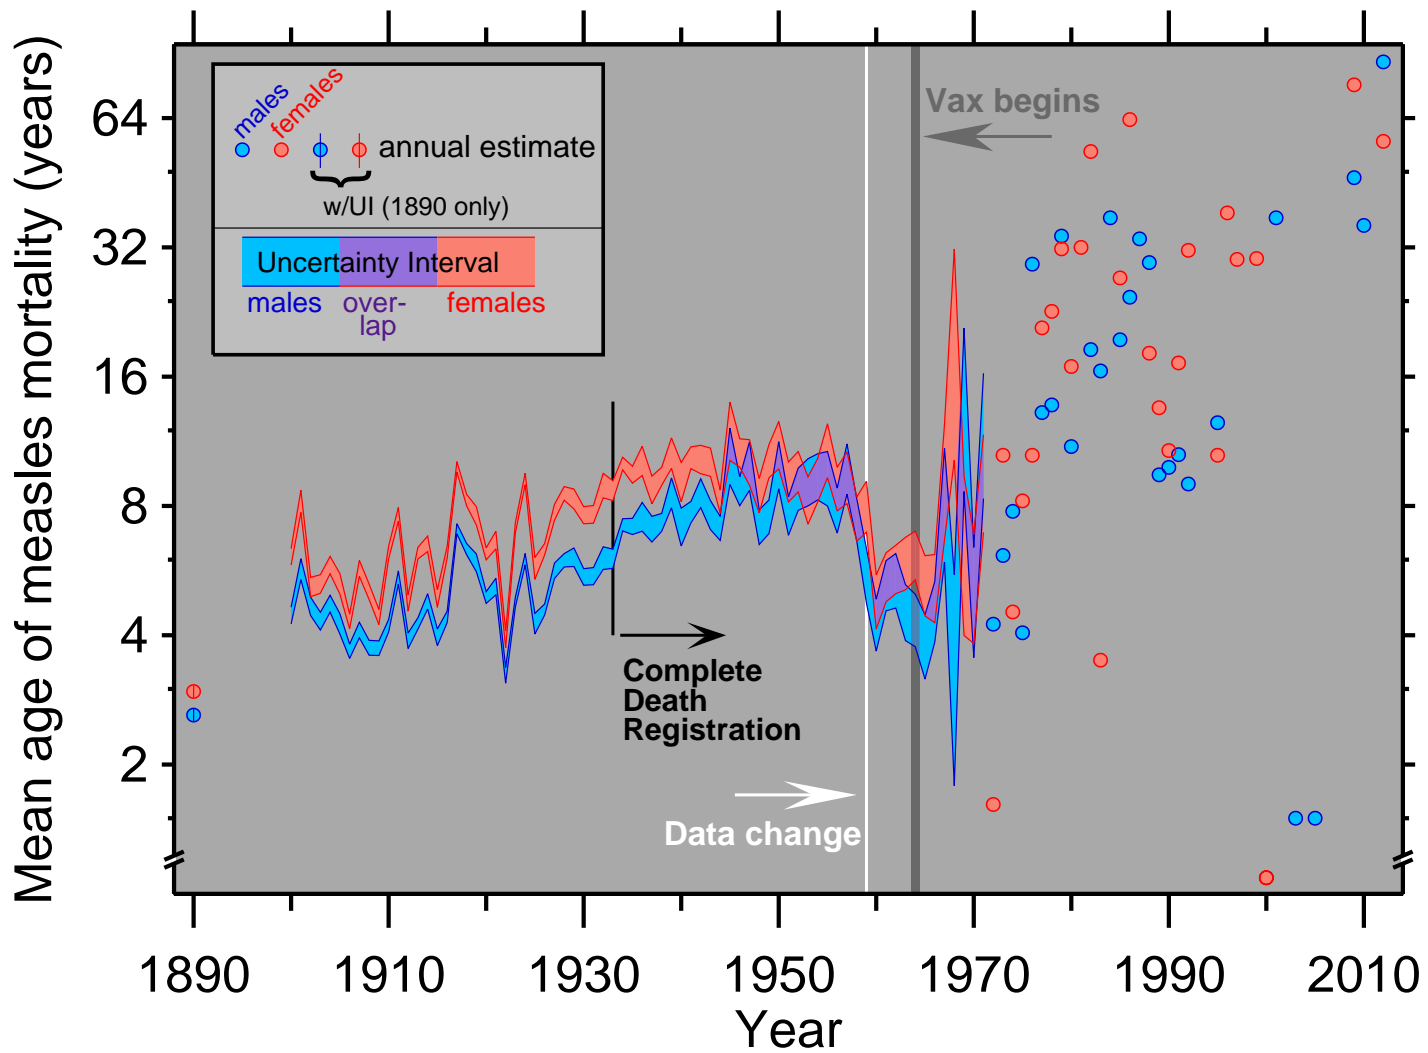 Mean age of measles mortality (years)
64
32
16
8
4
2
males
females
annual estimate
w/UI (1890 only)
Uncertainty Interval
males
over-
lap
females
Vax begins
Complete
Death
Registration
Data change
1890
1910
1930
1950
1970
1990
2010
Year